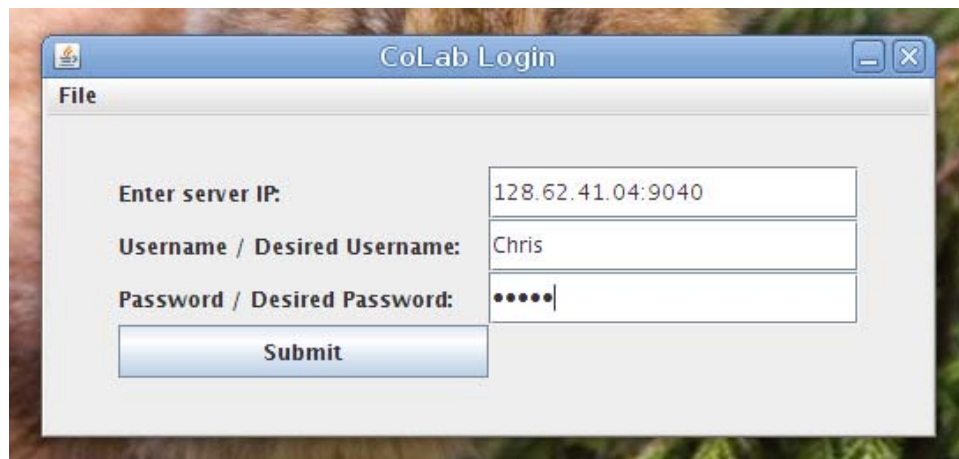 CoLab Login
File
Enter server IP: 128.62.41.04:9040
Username / Desired Username: Chris
Password / Desired Password: •••••
Submit